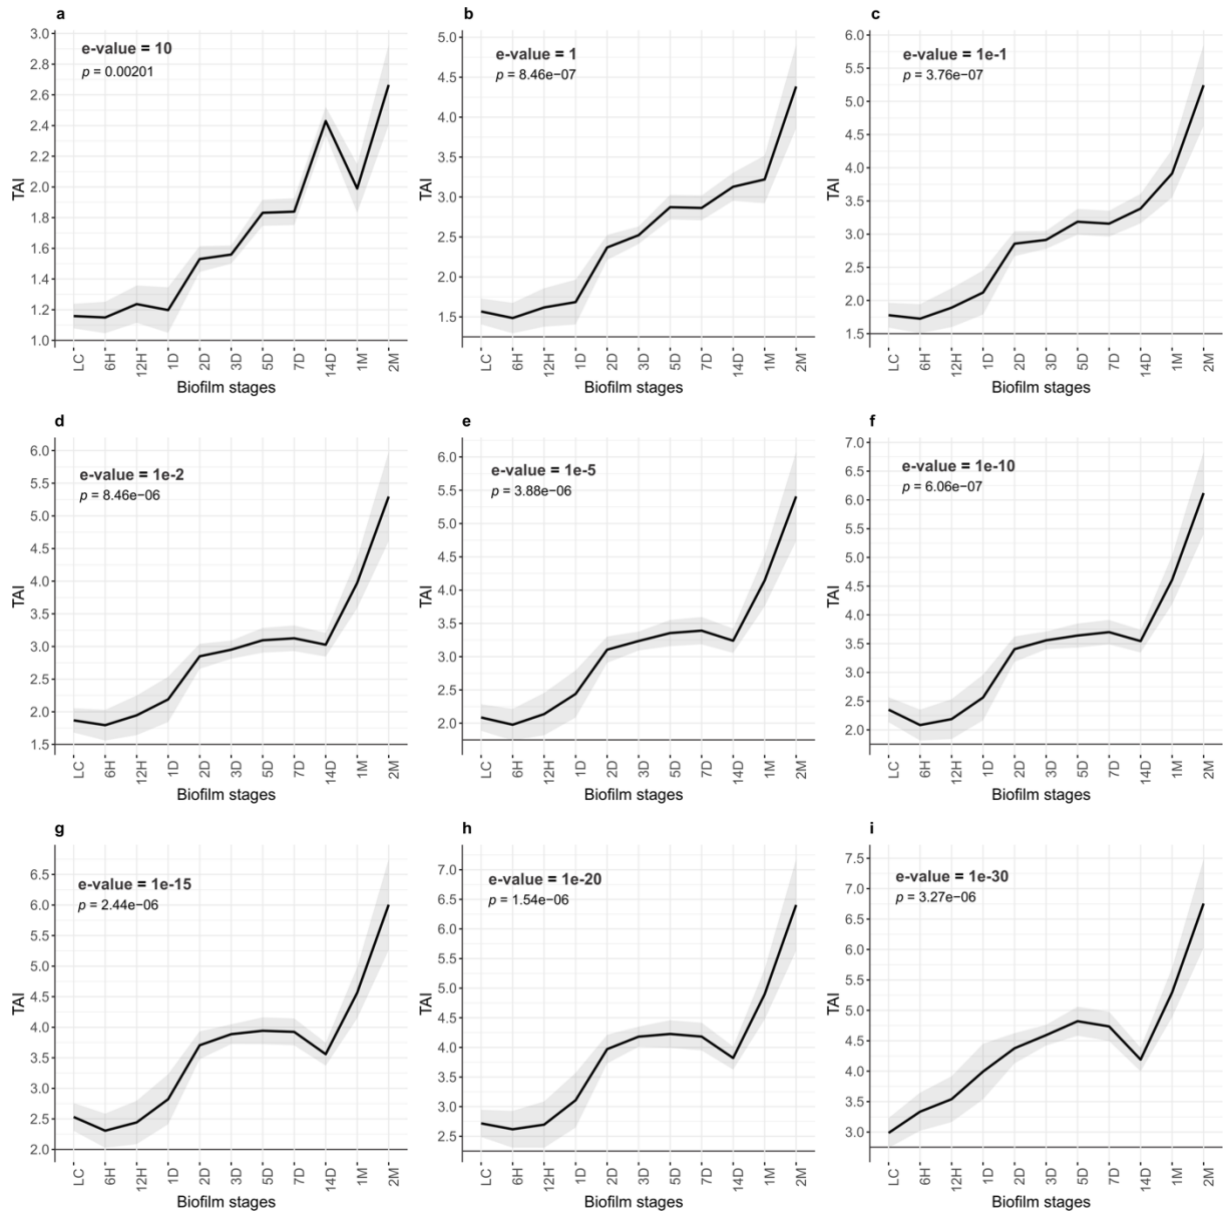 a
e-value = 10
p = 0.00201
TAI
3.0
2.8
2.6
2.4
2.2
2.0
1.8
1.6
1.4
1.2
1.0
LC 6H 12H 1D 2D 3D 5D 7D 14D 1M 2M
Biofilm stages
b
e-value = 1
p = 8.46e−07
TAI
5.0
4.5
4.0
3.5
3.0
2.5
2.0
1.5
LC 6H 12H 1D 2D 3D 5D 7D 14D 1M 2M
Biofilm stages
c
e-value = 1e-1
p = 3.76e−07
TAI
6.0
5.5
5.0
4.5
4.0
3.5
3.0
2.5
2.0
1.5
LC 6H 12H 1D 2D 3D 5D 7D 14D 1M 2M
Biofilm stages
d
e-value = 1e-2
p = 8.46e−06
TAI
6.0
5.5
5.0
4.5
4.0
3.5
3.0
2.5
2.0
1.5
LC 6H 12H 1D 2D 3D 5D 7D 14D 1M 2M
Biofilm stages
e
e-value = 1e-5
p = 3.88e−06
TAI
6.0
5.5
5.0
4.5
4.0
3.5
3.0
2.5
2.0
LC 6H 12H 1D 2D 3D 5D 7D 14D 1M 2M
Biofilm stages
f
e-value = 1e-10
p = 6.06e−07
TAI
7.0
6.5
6.0
5.5
5.0
4.5
4.0
3.5
3.0
2.5
2.0
LC 6H 12H 1D 2D 3D 5D 7D 14D 1M 2M
Biofilm stages
g
e-value = 1e-15
p = 2.44e−06
TAI
6.5
6.0
5.5
5.0
4.5
4.0
3.5
3.0
2.5
2.0
LC 6H 12H 1D 2D 3D 5D 7D 14D 1M 2M
Biofilm stages
h
e-value = 1e-20
p = 1.54e−06
TAI
7.0
6.5
6.0
5.5
5.0
4.5
4.0
3.5
3.0
2.5
LC 6H 12H 1D 2D 3D 5D 7D 14D 1M 2M
Biofilm stages
i
e-value = 1e-30
p = 3.27e−06
TAI
7.5
7.0
6.5
6.0
5.5
5.0
4.5
4.0
3.5
3.0
LC 6H 12H 1D 2D 3D 5D 7D 14D 1M 2M
Biofilm stages